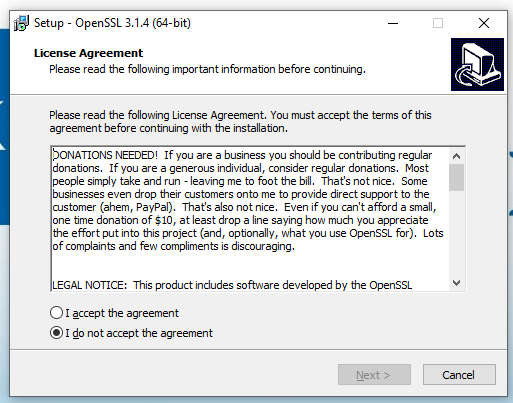 Setup - OpenSSL 3.1.4 (64-bit)
License Agreement
Please read the following important information before continuing.
Please read the following License Agreement. You must accept the terms of this
agreement before continuing with the installation.
DONATIONS NEEDED!  If you are a business you should be contributing regular
donations.  If you are a generous individual, consider regular donations.  Most
people simply take and run - leaving me to foot the bill.  That's not nice.  Some
businesses even drop their customers onto me to provide direct support to the
customer (ahem, PayPal).  That's also not nice.  Even if you can't afford a small,
one time donation of $10, at least drop a line saying how much you appreciate
the effort put into this project (and, optionally, what you use OpenSSL for).  Lots
of complaints and few compliments is discouraging.
LEGAL NOTICE:  This product includes software developed by the OpenSSL
I accept the agreement
I do not accept the agreement
Next >
Cancel